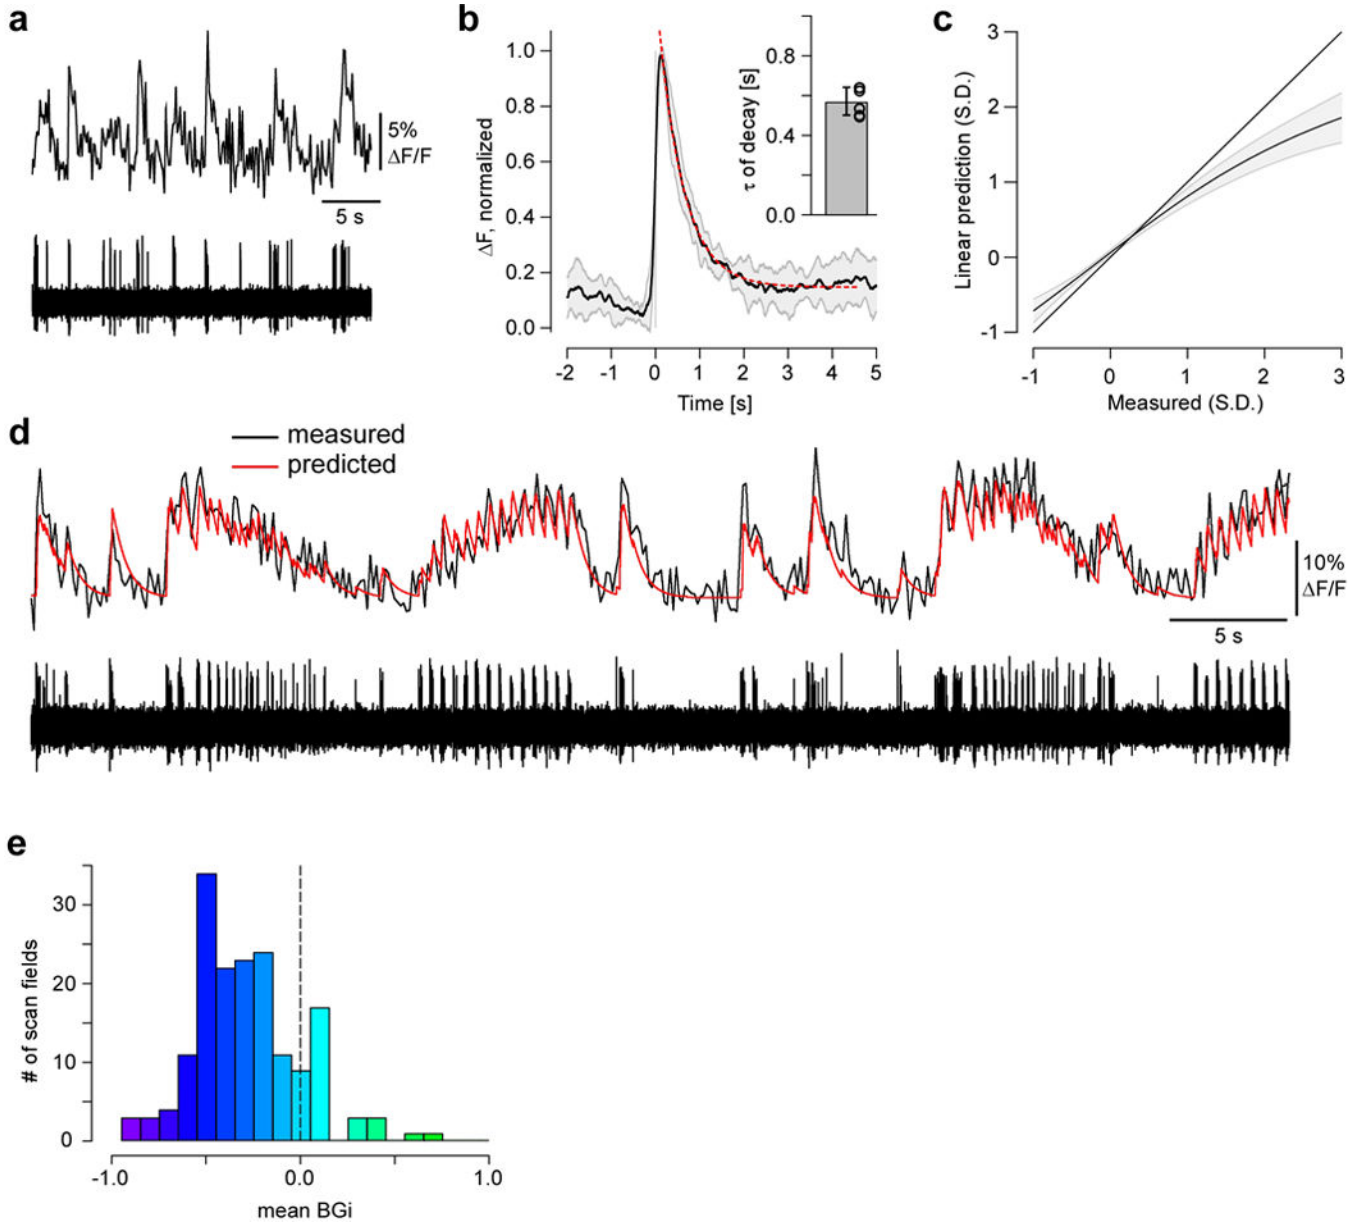 a
5%
ΔF/F
5 s
b
ΔF, normalized
1.0
0.8
0.6
0.4
0.2
0.0
-2 -1 0 1 2 3 4 5
Time [s]
τ of decay [s]
0.8
0.4
0.0
c
Linear prediction (S.D.)
3
2
1
0
-1
-1 0 1 2 3
Measured (S.D.)
d
measured
predicted
10%
ΔF/F
5 s
e
# of scan fields
30
20
10
0
-1.0 0.0 1.0
mean BGi